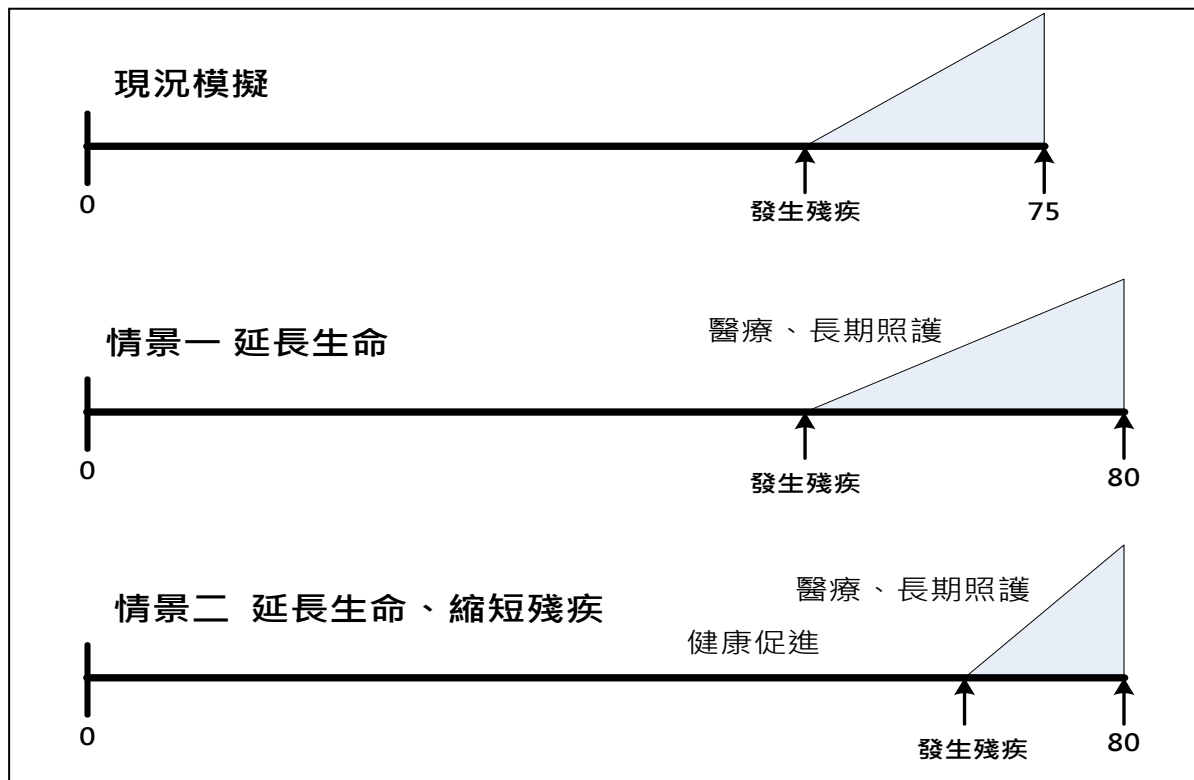 現況模擬
0
發生殘疾
75
醫療、長期照護
情景一 延長生命
0
發生殘疾
80
醫療、長期照護
情景二 延長生命、縮短殘疾
健康促進
0
發生殘疾
80